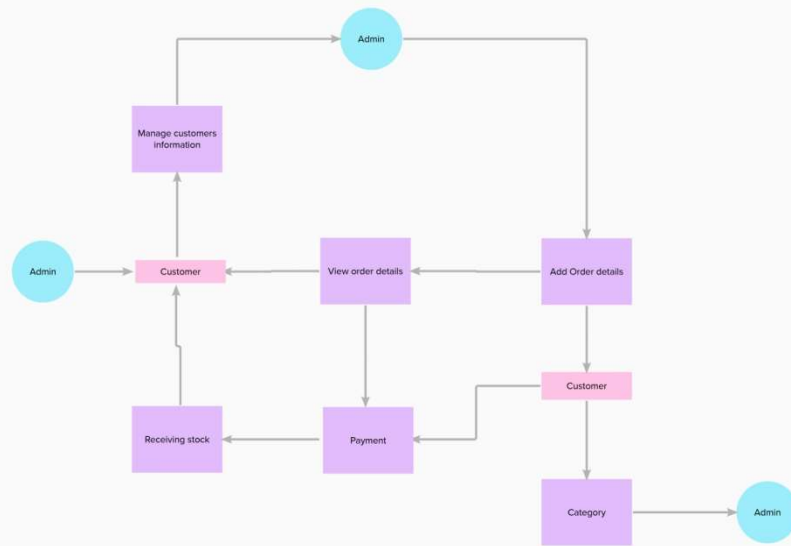 Admin
Manage customers
information
Admin
Customer
View order details
Add Order details
Customer
Receiving stock
Payment
Category
Admin